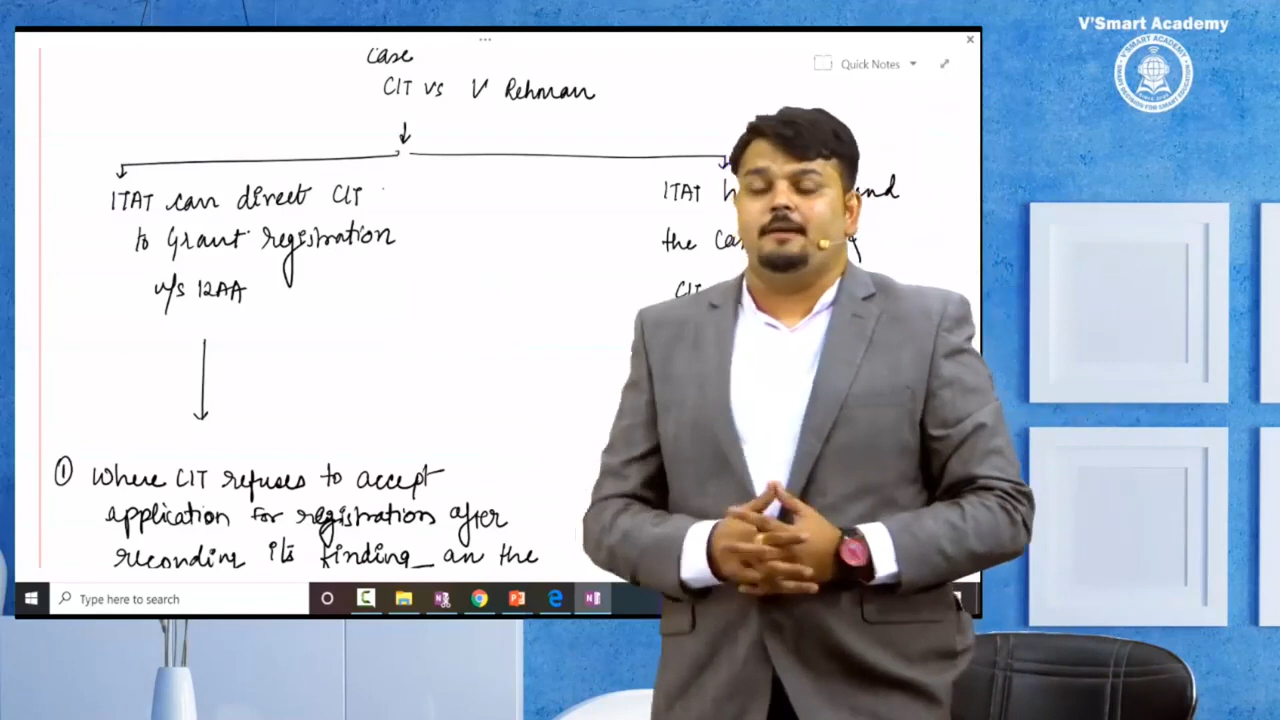 V'Smart Academy
Quick Notes
Case
CIT vs V Rehman
ITAT can direct CIT
to Grant registration
u/s 12AA
ITAT
the
CIT
① Where CIT refuses to accept
application for registration after
recording its finding on the
Type here to search